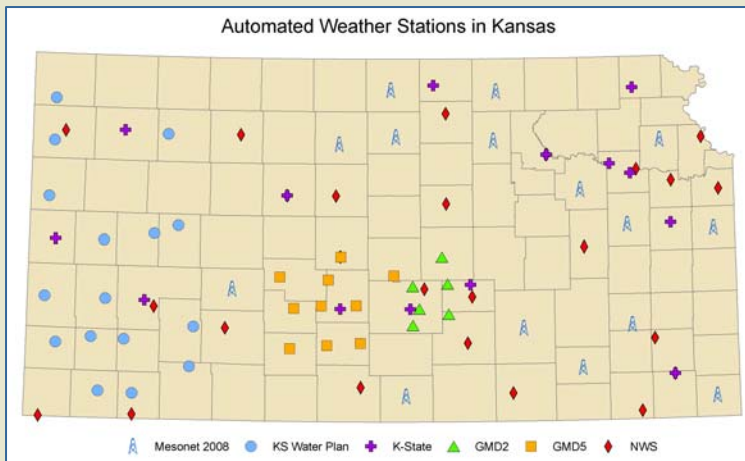 Automated Weather Stations in Kansas
Mesonet 2008 KS Water Plan K-State GMD2 GMD5 NWS